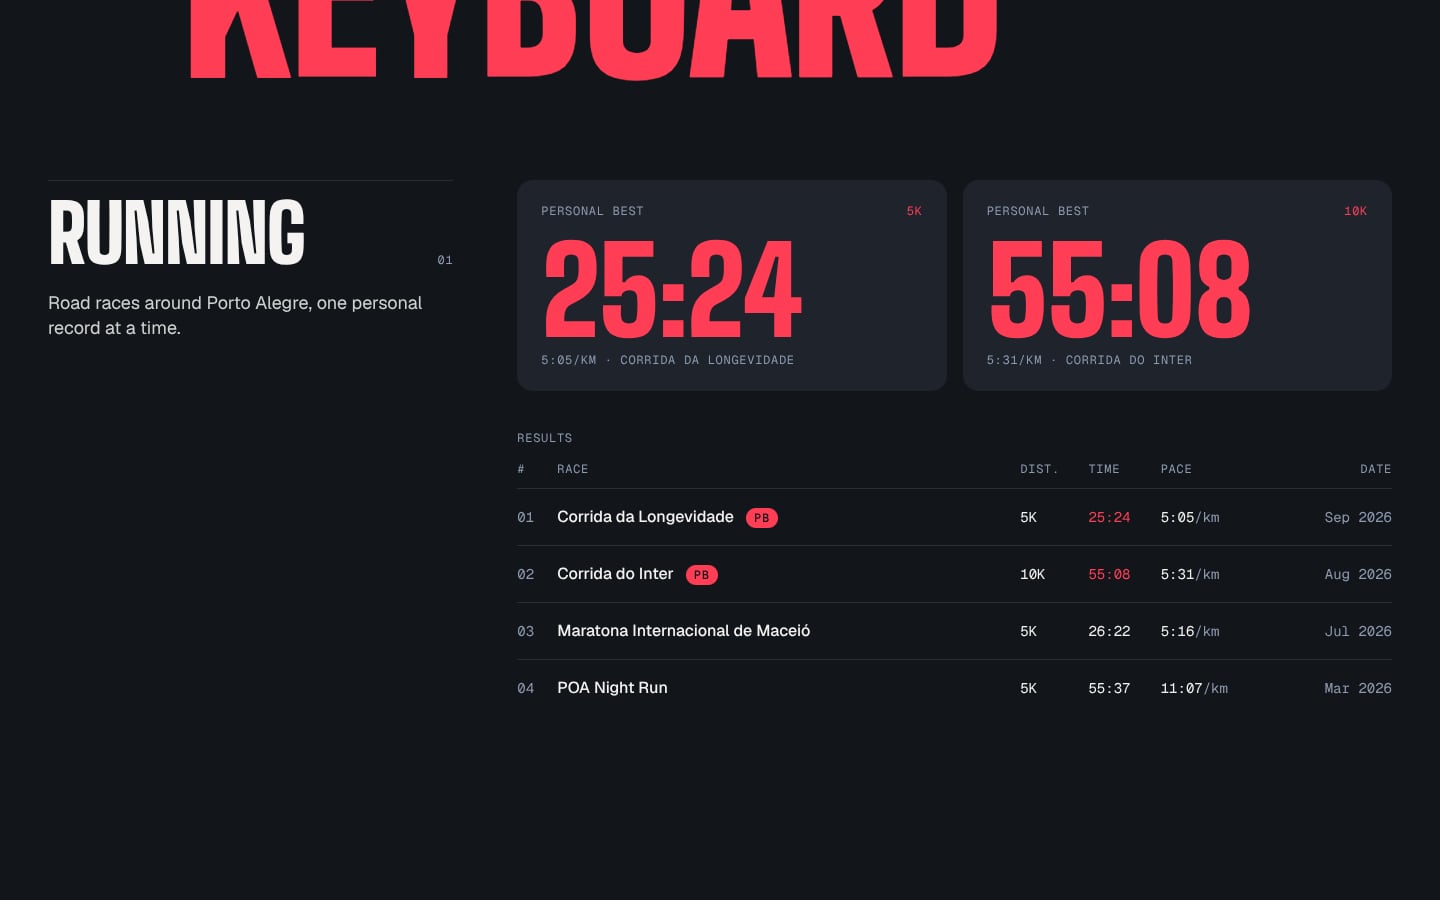 KEYBOARD
RUNNING
01
Road races around Porto Alegre, one personal
record at a time.
PERSONAL BEST 5K
25:24
5:05/KM · CORRIDA DA LONGEVIDADE
PERSONAL BEST 10K
55:08
5:31/KM · CORRIDA DO INTER
RESULTS
# RACE DIST. TIME PACE DATE
01 Corrida da Longevidade PB 5K 25:24 5:05/km Sep 2026
02 Corrida do Inter PB 10K 55:08 5:31/km Aug 2026
03 Maratona Internacional de Maceió 5K 26:22 5:16/km Jul 2026
04 POA Night Run 5K 55:37 11:07/km Mar 2026